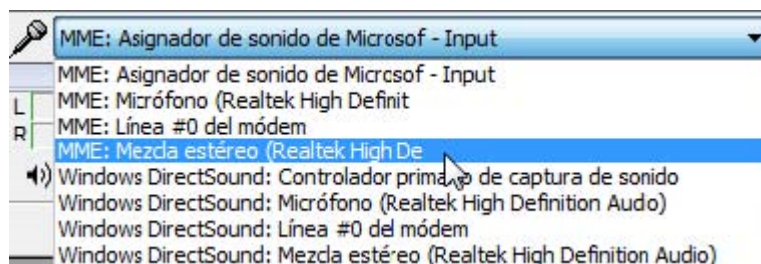 MME: Asignador de sonido de Microsof - Input
MME: Asignador de sonido de Microsof - Input
MME: Micrófono (Realtek High Definit
L
MME: Línea #0 del módem
R
MME: Mezcla estéreo (Realtek High De
Windows DirectSound: Controlador primario de captura de sonido
Windows DirectSound: Micrófono (Realtek High Definition Audo)
Windows DirectSound: Línea #0 del módem
Windows DirectSound: Mezcla estéreo (Realtek High Definition Audio)